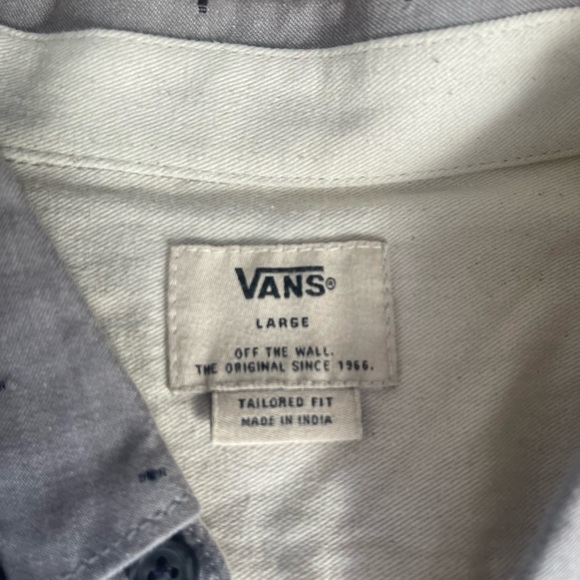 VANS®
LARGE
OFF THE WALL.
THE ORIGINAL SINCE 1966.
TAILORED FIT
MADE IN INDIA